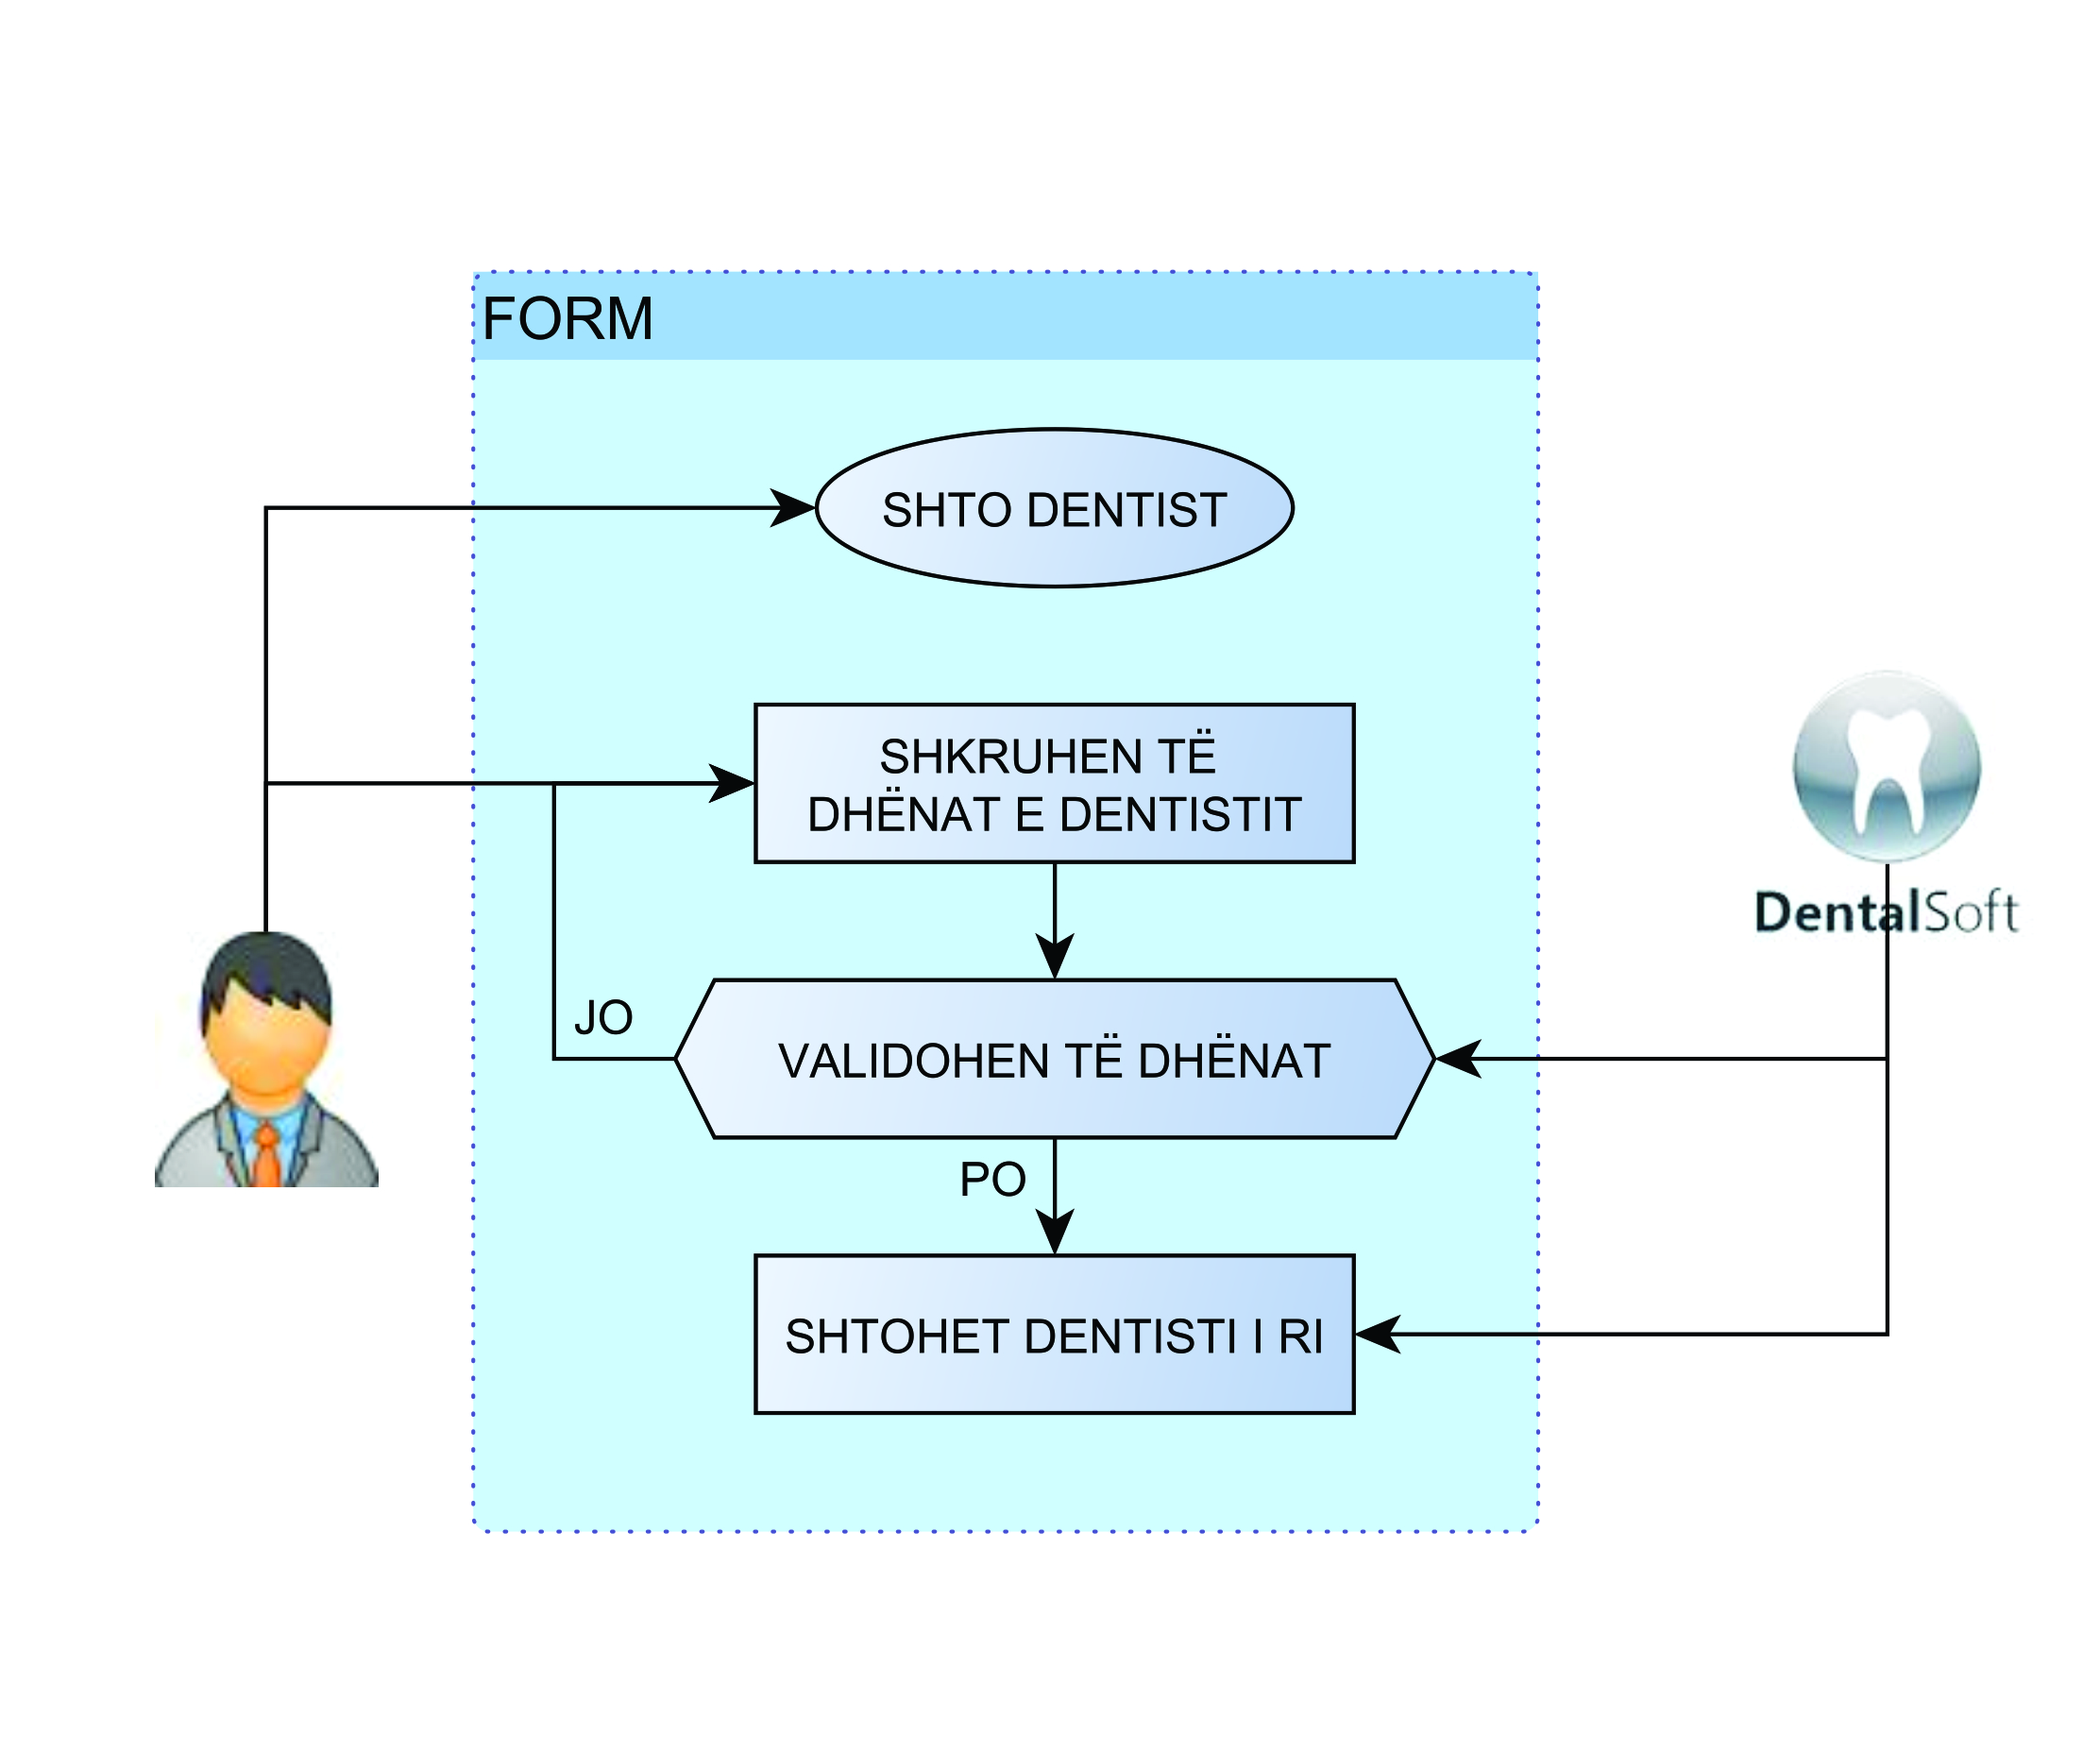 FORM
SHTO DENTIST
SHKRUHEN TË
DHËNAT E DENTISTIT
DentalSoft
JO
VALIDOHEN TË DHËNAT
PO
SHTOHET DENTISTI I RI